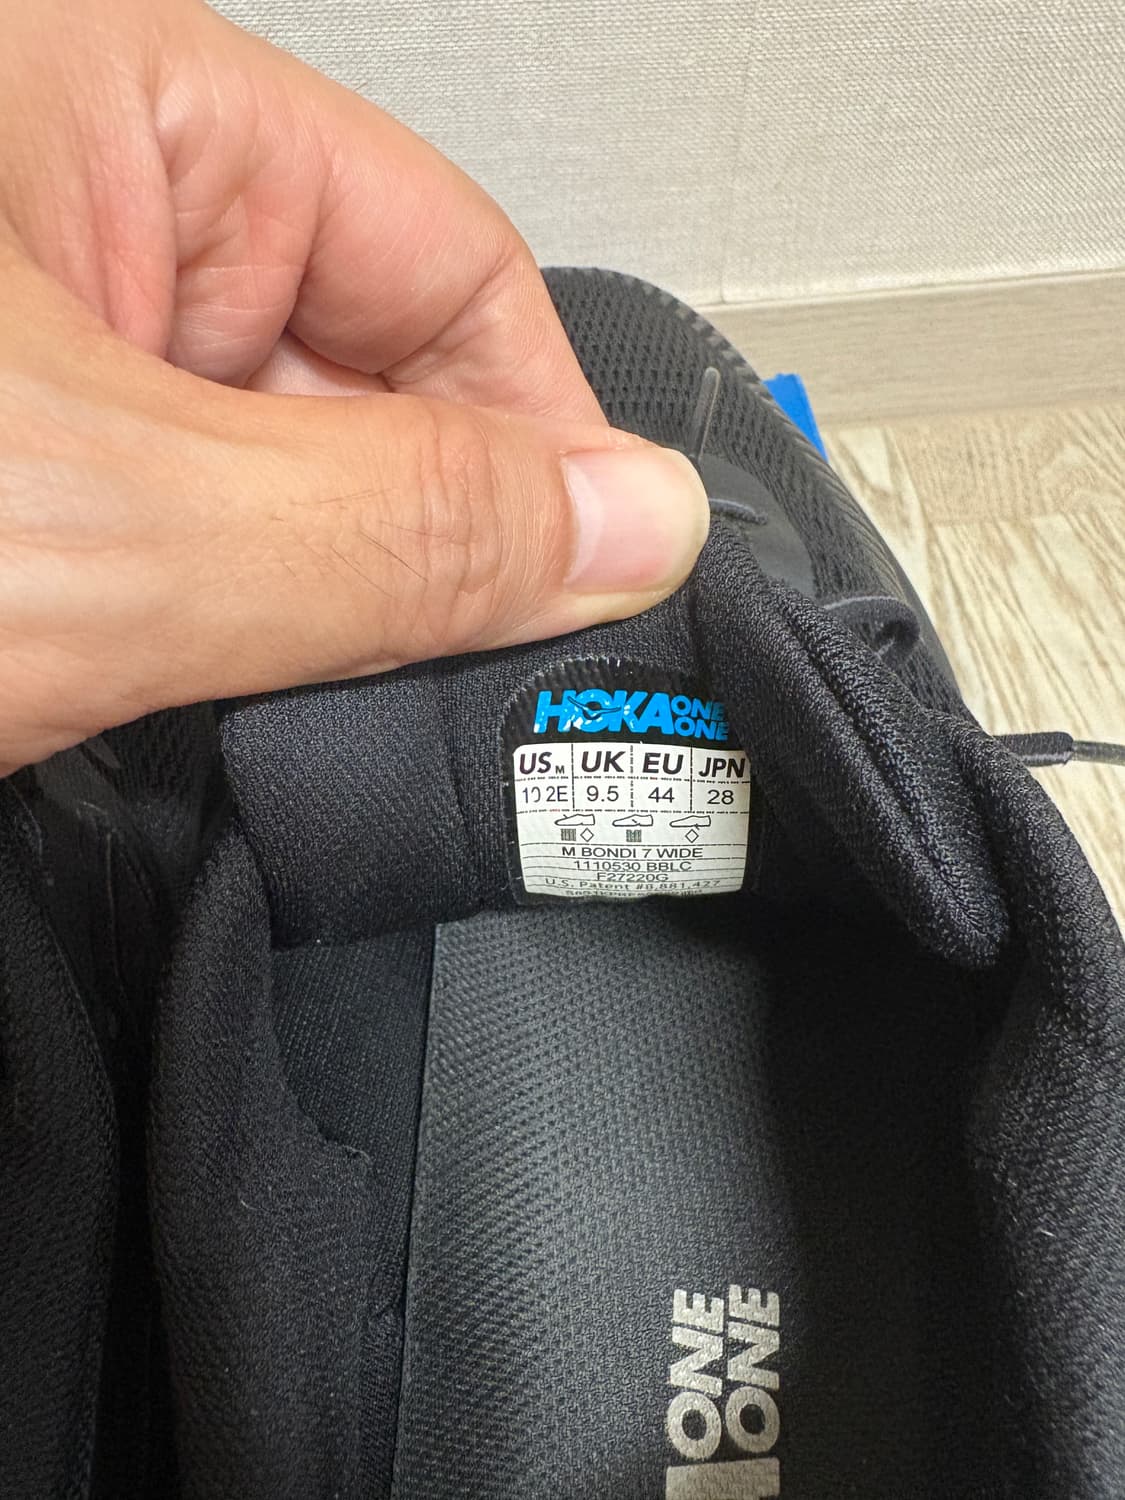 HOKA ONE ONE
US M UK EU JPN
10 2E 9.5 44 28
M BONDI 7 WIDE
1110530 BBLC
F27220G
U.S. Patent #8,881,427
ONE
ONE